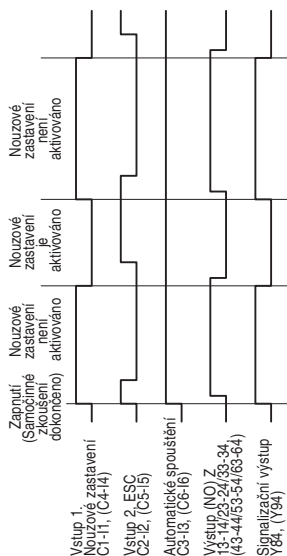 Zapnutí
(Samočinné
zkoušení
dokončeno)
Nouzové
zastavení
není
aktivováno
Nouzové
zastavení
je
aktivováno
Nouzové
zastavení
není
aktivováno
Vstup 1.
Nouzové zastavení
C1-I1, (C4-I4)
Vstup 2, ESC
C2-I2, (C5-I5)
Automatické spouštění
C3-I3, (C6-I6)
Výstup (NO) Z
13-14/23-24/33-34,
(43-44/53-54/63-64)
Signalizační výstup
Y84, (Y94)